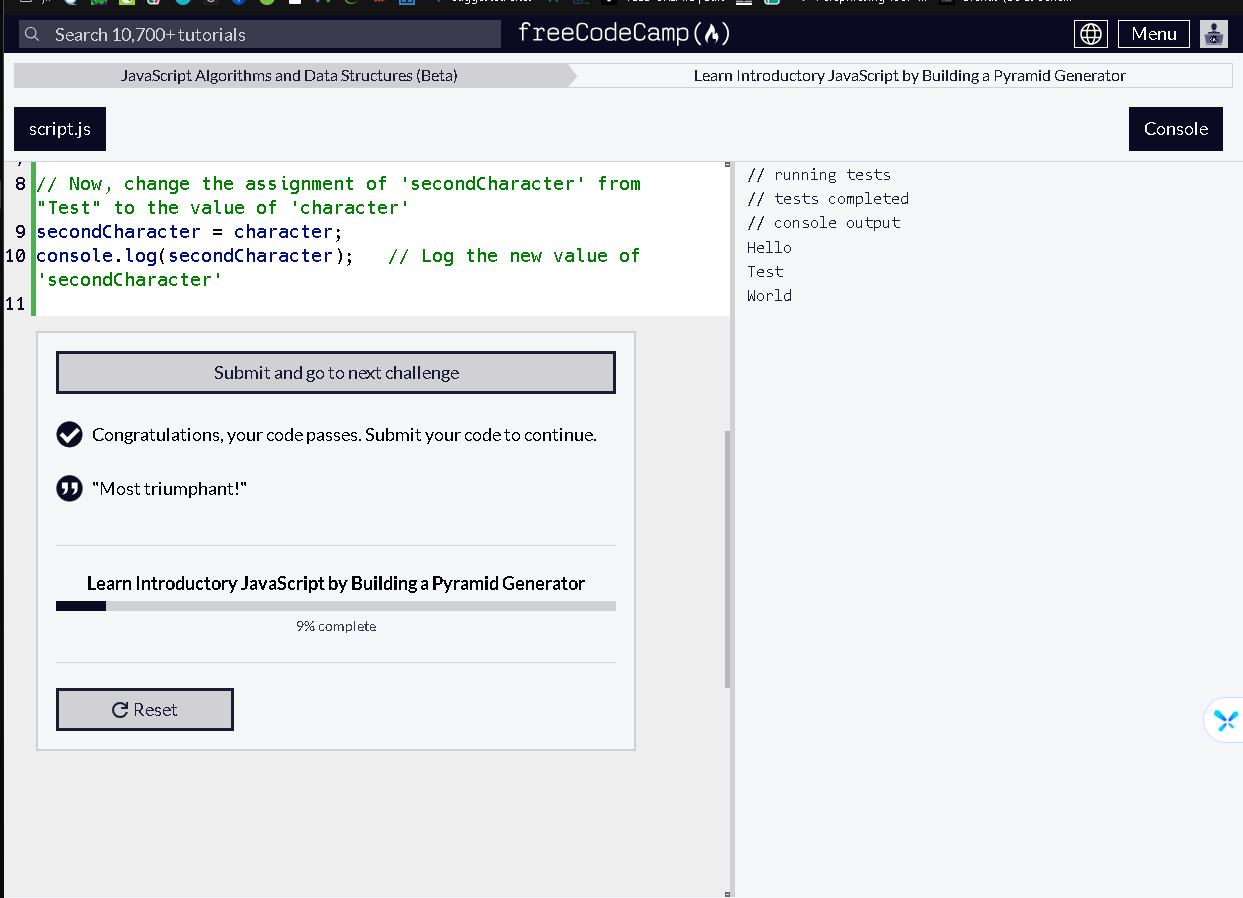 Search 10,700+ tutorials
freeCodeCamp
Menu
JavaScript Algorithms and Data Structures (Beta)
Learn Introductory JavaScript by Building a Pyramid Generator
script.js
Console
8 // Now, change the assignment of 'secondCharacter' from
"Test" to the value of 'character'
9 secondCharacter = character;
10 console.log(secondCharacter);   // Log the new value of
'secondCharacter'
11
Submit and go to next challenge
Congratulations, your code passes. Submit your code to continue.
"Most triumphant!"
Learn Introductory JavaScript by Building a Pyramid Generator
9% complete
Reset
// running tests
// tests completed
// console output
Hello
Test
World